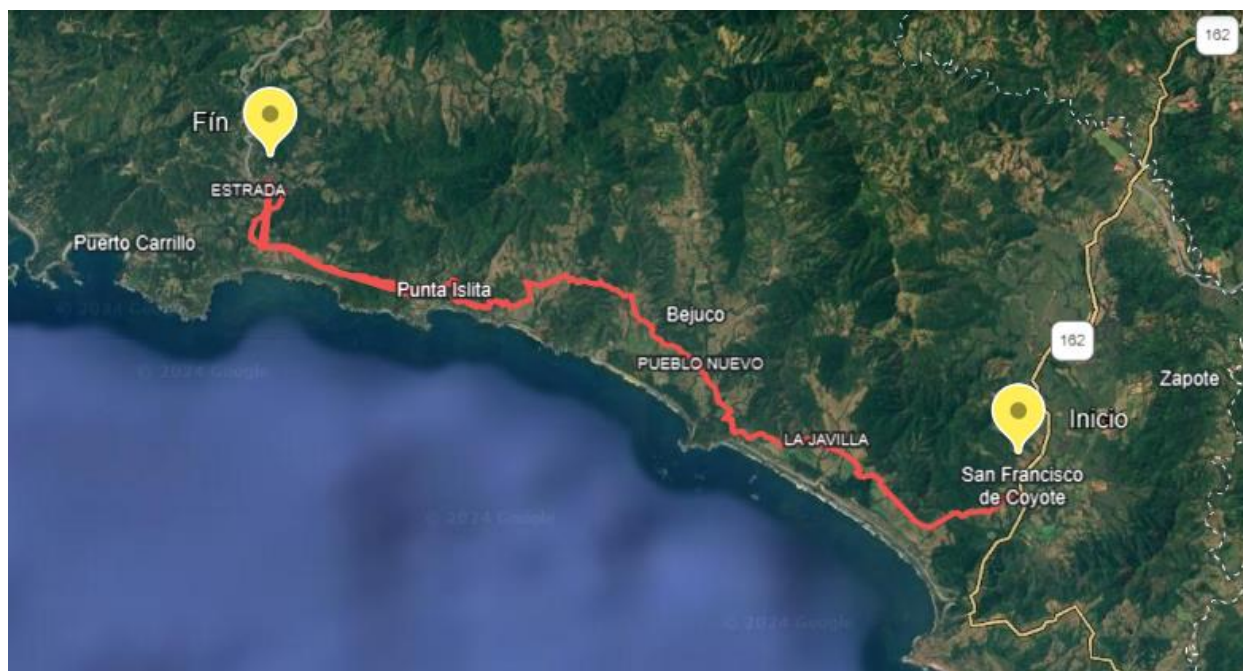 162
Fín
ESTRADA
Puerto Carrillo
Punta Islita
Bejuco
162
PUEBLO NUEVO
Zapote
Inicio
LA JAVILLA
San Francisco
de Coyote
© 2024 Google
© 2024 Google
© 2024 Google
© 2024 Google